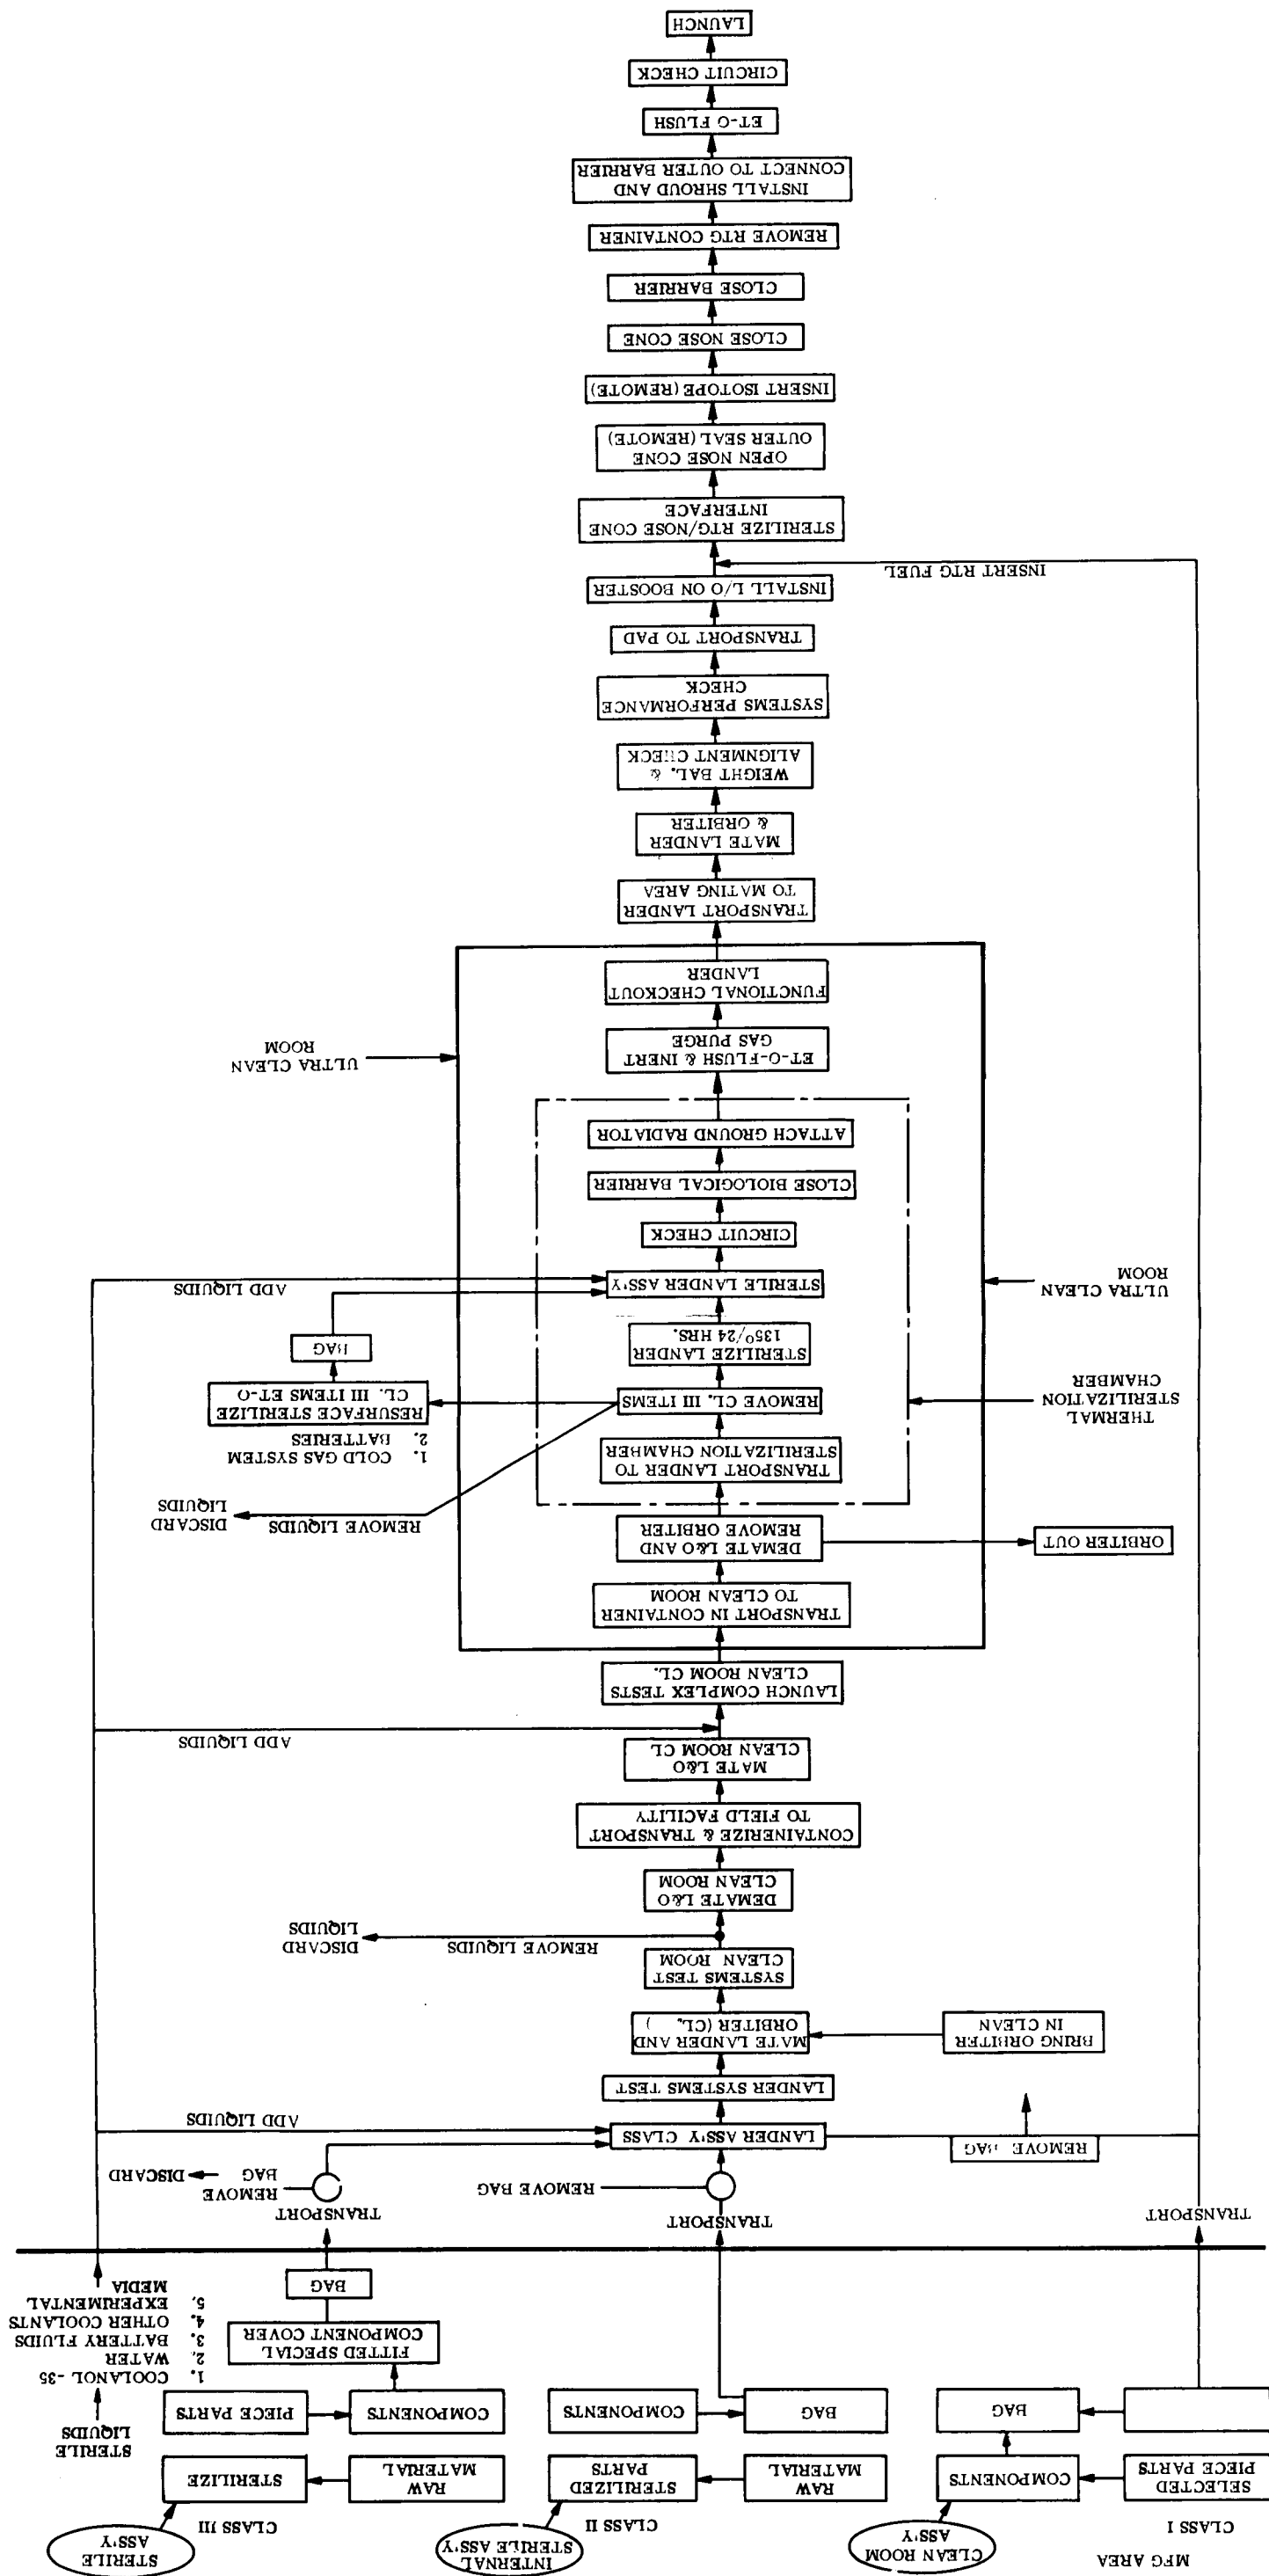 MFG AREA
CLASS I
CLEAN ROOM
ASS'Y
SELECTED
PIECE PARTS
COMPONENTS
BAG
CLASS II
INTERNAL
STERILE ASS'Y
RAW
MATERIAL
STERILIZED
PARTS
BAG
COMPONENTS
CLASS III
STERILE
ASS'Y
RAW
MATERIAL
STERILIZE
COMPONENTS
PIECE PARTS
FITTED SPECIAL
COMPONENT COVER
BAG
STERILE
LIQUIDS
1. COOLANOL -35
2. WATER
3. BATTERY FLUIDS
4. OTHER COOLANTS
5. EXPERIMENTAL
MEDIA
TRANSPORT
TRANSPORT
TRANSPORT
REMOVE BAG
REMOVE
BAG
DISCARD
REMOVE BAG
LANDER ASS'Y CLASS
ADD LIQUIDS
LANDER SYSTEMS TEST
BRING ORBITER
IN CLEAN
MATE LANDER AND
ORBITER (CL. )
SYSTEMS TEST
CLEAN ROOM
REMOVE LIQUIDS
DISCARD
LIQUIDS
DEMATE L&O
CLEAN ROOM
CONTAINERIZE & TRANSPORT
TO FIELD FACILITY
MATE L&O
CLEAN ROOM CL
ADD LIQUIDS
LAUNCH COMPLEX TESTS
CLEAN ROOM CL.
TRANSPORT IN CONTAINER
TO CLEAN ROOM
ORBITER OUT
DEMATE L&O AND
REMOVE ORBITER
REMOVE LIQUIDS
DISCARD
LIQUIDS
TRANSPORT LANDER TO
STERILIZATION CHAMBER
1. COLD GAS SYSTEM
2. BATTERIES
THERMAL
STERILIZATION
CHAMBER
REMOVE CL. III ITEMS
RESURFACE STERILIZE
CL. III ITEMS ET-O
STERILIZE LANDER
135°/24 HRS.
BAG
ULTRA CLEAN
ROOM
STERILE LANDER ASS'Y
ADD LIQUIDS
CIRCUIT CHECK
CLOSE BIOLOGICAL BARRIER
ATTACH GROUND RADIATOR
ET-O-FLUSH & INERT
GAS PURGE
ULTRA CLEAN
ROOM
FUNCTIONAL CHECKOUT
LANDER
TRANSPORT LANDER
TO MATING AREA
MATE LANDER
& ORBITER
WEIGHT BAL. &
ALIGNMENT CHECK
SYSTEMS PERFORMANCE
CHECK
TRANSPORT TO PAD
INSTALL L/O ON BOOSTER
INSERT RTG FUEL
STERILIZE RTG/NOSE CONE
INTERFACE
OPEN NOSE CONE
OUTER SEAL (REMOTE)
INSERT ISOTOPE (REMOTE)
CLOSE NOSE CONE
CLOSE BARRIER
REMOVE RTG CONTAINER
INSTALL SHROUD AND
CONNECT TO OUTER BARRIER
ET-O FLUSH
CIRCUIT CHECK
LAUNCH